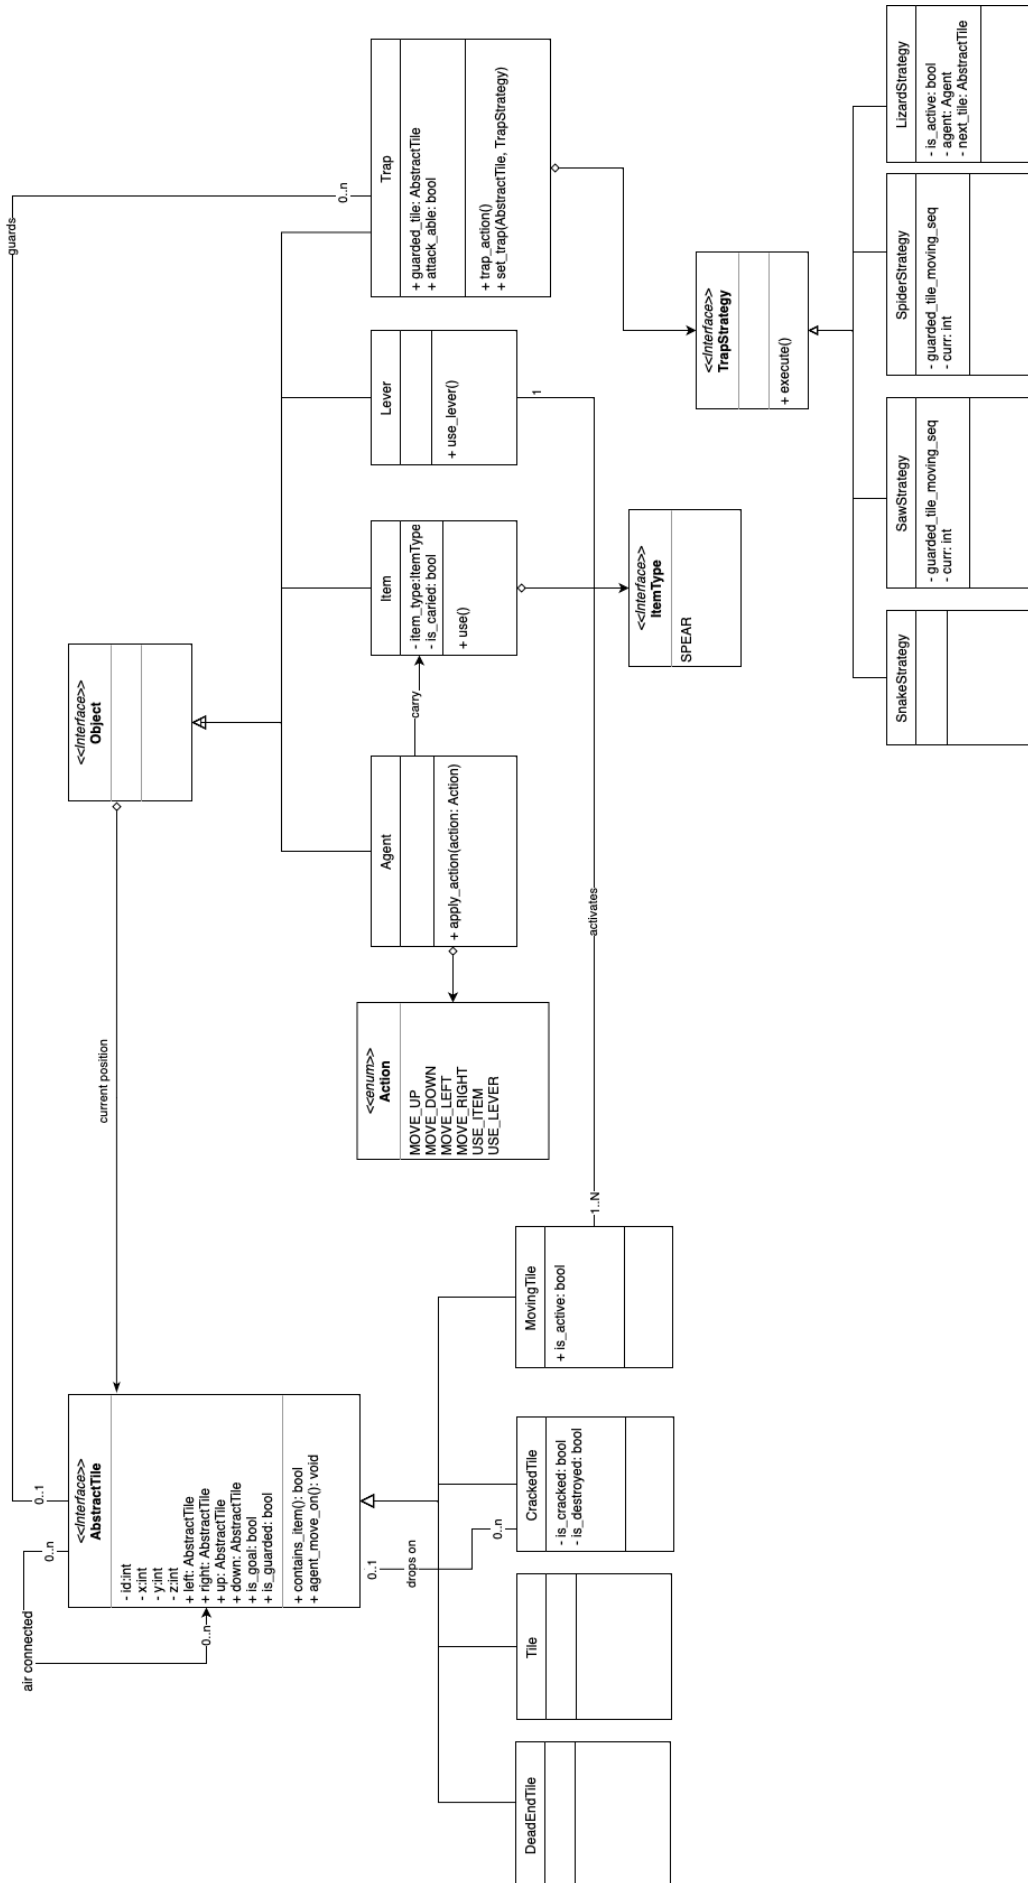 air connected
0..n
0..n
0..1
guards
0..n
<<Interface>>
AbstractTile
- id:int
- x:int
- y:int
- z:int
+ left: AbstractTile
+ right: AbstractTile
+ up: AbstractTile
+ down: AbstractTile
+ is_goal: bool
+ is_guarded: bool
+ contains_item(): bool
+ agent_move_on(): void
current position
<<Interface>>
Object
0..1
drops on
0..n
DeadEndTile
Tile
CrackedTile
- is_cracked: bool
- is_destroyed: bool
MovingTile
+ is_active: bool
1..N
activates
1
<<enum>>
Action
MOVE_UP
MOVE_DOWN
MOVE_LEFT
MOVE_RIGHT
USE_ITEM
USE_LEVER
Agent
+ apply_action(action: Action)
carry
Item
- item_type:ItemType
- is_caried: bool
+ use()
Lever
+ use_lever()
Trap
+ guarded_tile: AbstractTile
+ attack_able: bool
+ trap_action()
+ set_trap(AbstractTile, TrapStrategy)
<<Interface>>
ItemType
SPEAR
<<Interface>>
TrapStrategy
+ execute()
SnakeStrategy
SawStrategy
- guarded_tile_moving_seq
- curr: int
SpiderStrategy
- guarded_tile_moving_seq
- curr: int
LizardStrategy
- is_active: bool
- agent: Agent
- next_tile: AbstractTile